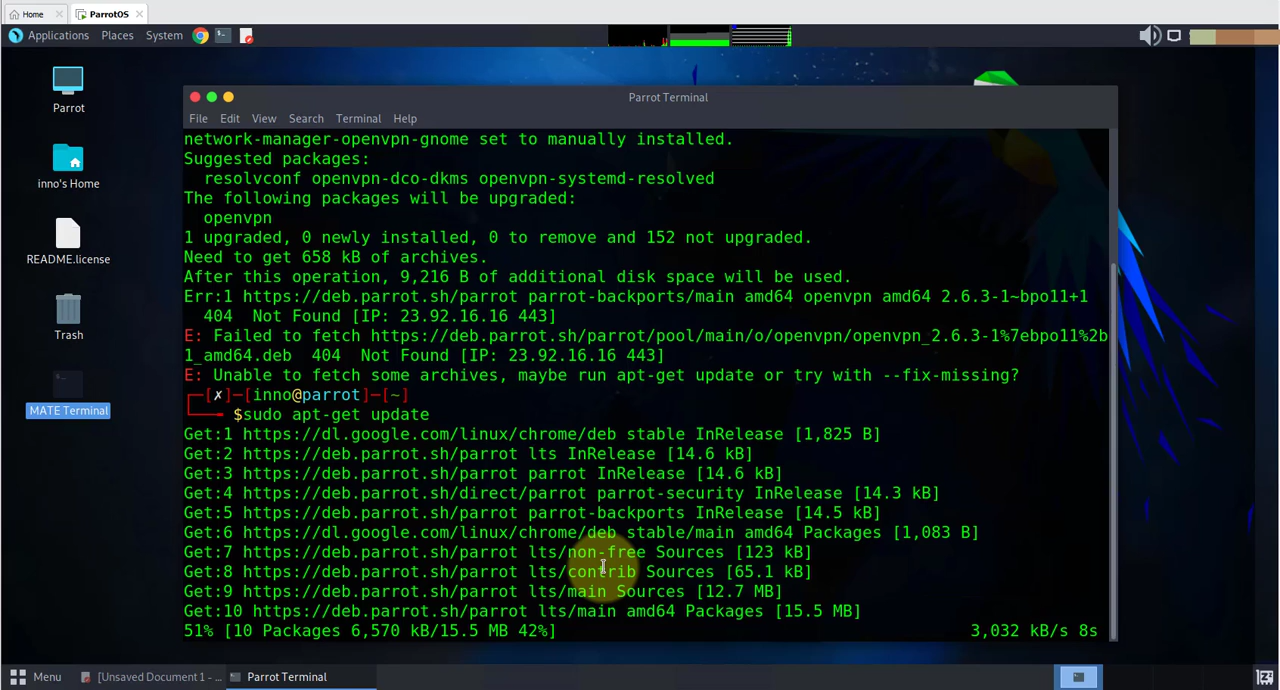 Home
ParrotOS
Applications Places System
Parrot
inno's Home
README.license
Trash
MATE Terminal
Parrot Terminal
File Edit View Search Terminal Help
network-manager-openvpn-gnome set to manually installed.
Suggested packages:
resolvconf openvpn-dco-dkms openvpn-systemd-resolved
The following packages will be upgraded:
openvpn
1 upgraded, 0 newly installed, 0 to remove and 152 not upgraded.
Need to get 658 kB of archives.
After this operation, 9,216 B of additional disk space will be used.
Err:1 https://deb.parrot.sh/parrot parrot-backports/main amd64 openvpn amd64 2.6.3-1~bpo11+1
404 Not Found [IP: 23.92.16.16 443]
E: Failed to fetch https://deb.parrot.sh/parrot/pool/main/o/openvpn/openvpn_2.6.3-1%7ebpo11%2b
1_amd64.deb 404 Not Found [IP: 23.92.16.16 443]
E: Unable to fetch some archives, maybe run apt-get update or try with --fix-missing?
┌─[✗]─[inno@parrot]─[~]
└──╼ $sudo apt-get update
Get:1 https://dl.google.com/linux/chrome/deb stable InRelease [1,825 B]
Get:2 https://deb.parrot.sh/parrot lts InRelease [14.6 kB]
Get:3 https://deb.parrot.sh/parrot parrot InRelease [14.6 kB]
Get:4 https://deb.parrot.sh/direct/parrot parrot-security InRelease [14.3 kB]
Get:5 https://deb.parrot.sh/parrot parrot-backports InRelease [14.5 kB]
Get:6 https://dl.google.com/linux/chrome/deb stable/main amd64 Packages [1,083 B]
Get:7 https://deb.parrot.sh/parrot lts/non-free Sources [123 kB]
Get:8 https://deb.parrot.sh/parrot lts/contrib Sources [65.1 kB]
Get:9 https://deb.parrot.sh/parrot lts/main Sources [12.7 MB]
Get:10 https://deb.parrot.sh/parrot lts/main amd64 Packages [15.5 MB]
51% [10 Packages 6,570 kB/15.5 MB 42%] 3,032 kB/s 8s
Menu [Unsaved Document 1 - ... Parrot Terminal